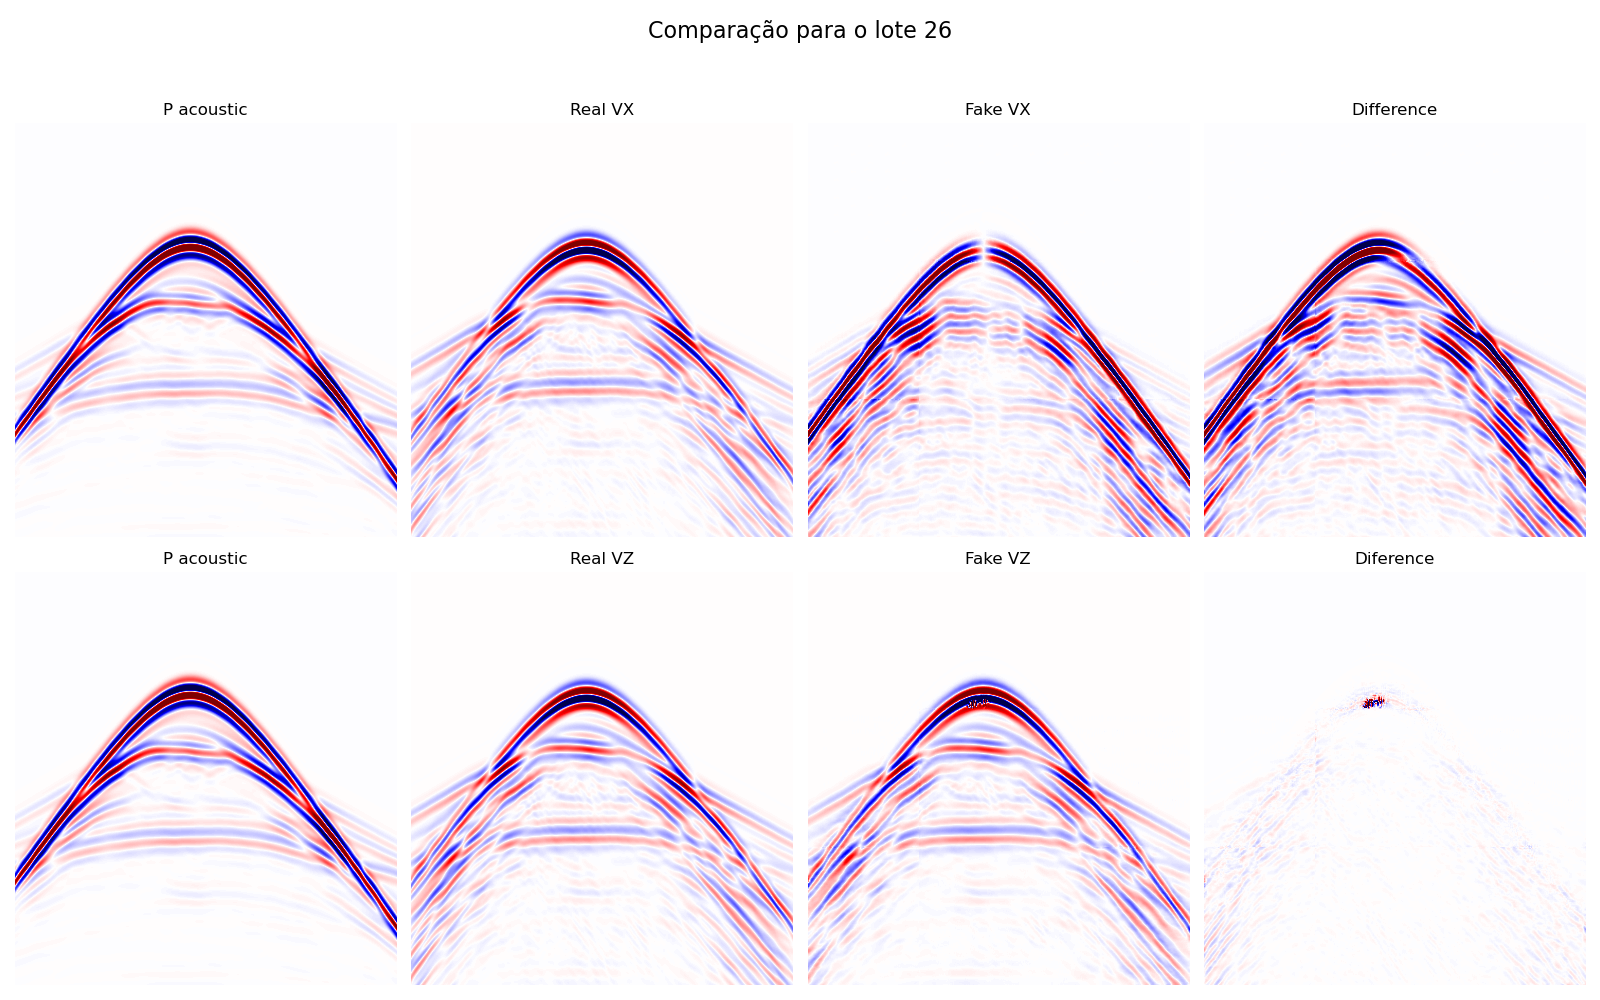 Comparação para o lote 26
P acoustic
Real VX
Fake VX
Difference
P acoustic
Real VZ
Fake VZ
Diference